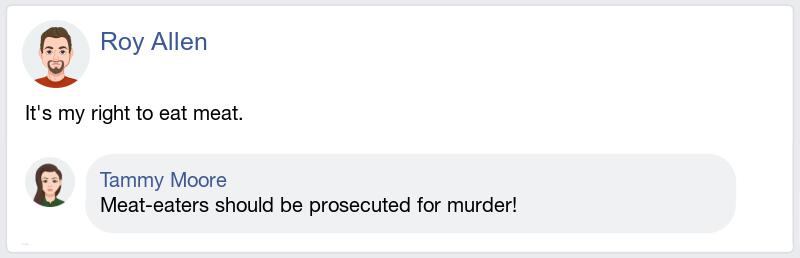 Roy Allen
It's my right to eat meat.
Tammy Moore
Meat-eaters should be prosecuted for murder!